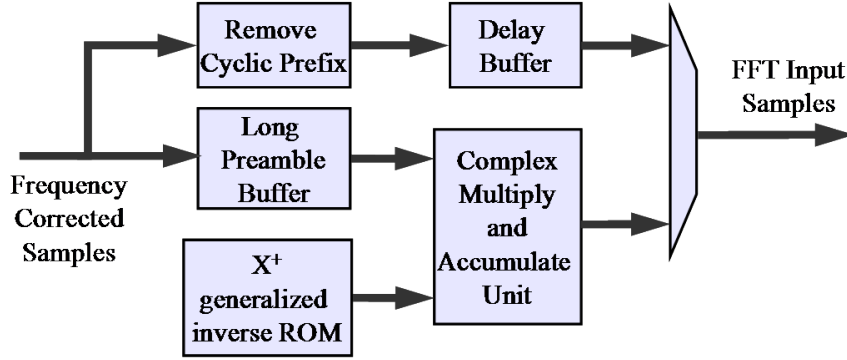 Remove
Cyclic Prefix
Delay
Buffer
FFT Input
Samples
Long
Preamble
Buffer
Complex
Multiply
and
Accumulate
Unit
Frequency
Corrected
Samples
X⁺
generalized
inverse ROM